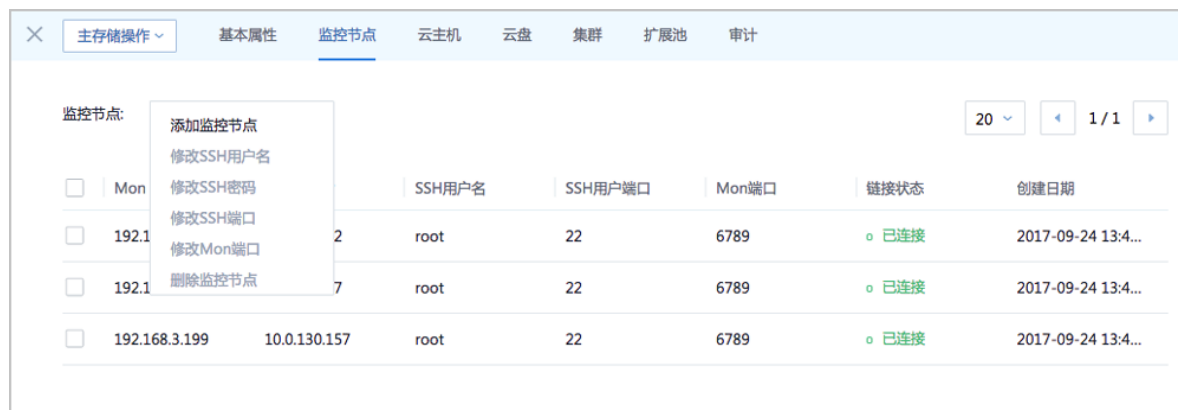 主存储操作 基本属性 监控节点 云主机 云盘 集群 扩展池 审计
监控节点: 20 1 / 1
添加监控节点
修改SSH用户名
修改SSH密码
修改SSH端口
修改Mon端口
删除监控节点
Mon SSH用户名 SSH用户端口 Mon端口 链接状态 创建日期
192.1 2 root 22 6789 已连接 2017-09-24 13:4...
192.1 7 root 22 6789 已连接 2017-09-24 13:4...
192.168.3.199 10.0.130.157 root 22 6789 已连接 2017-09-24 13:4...